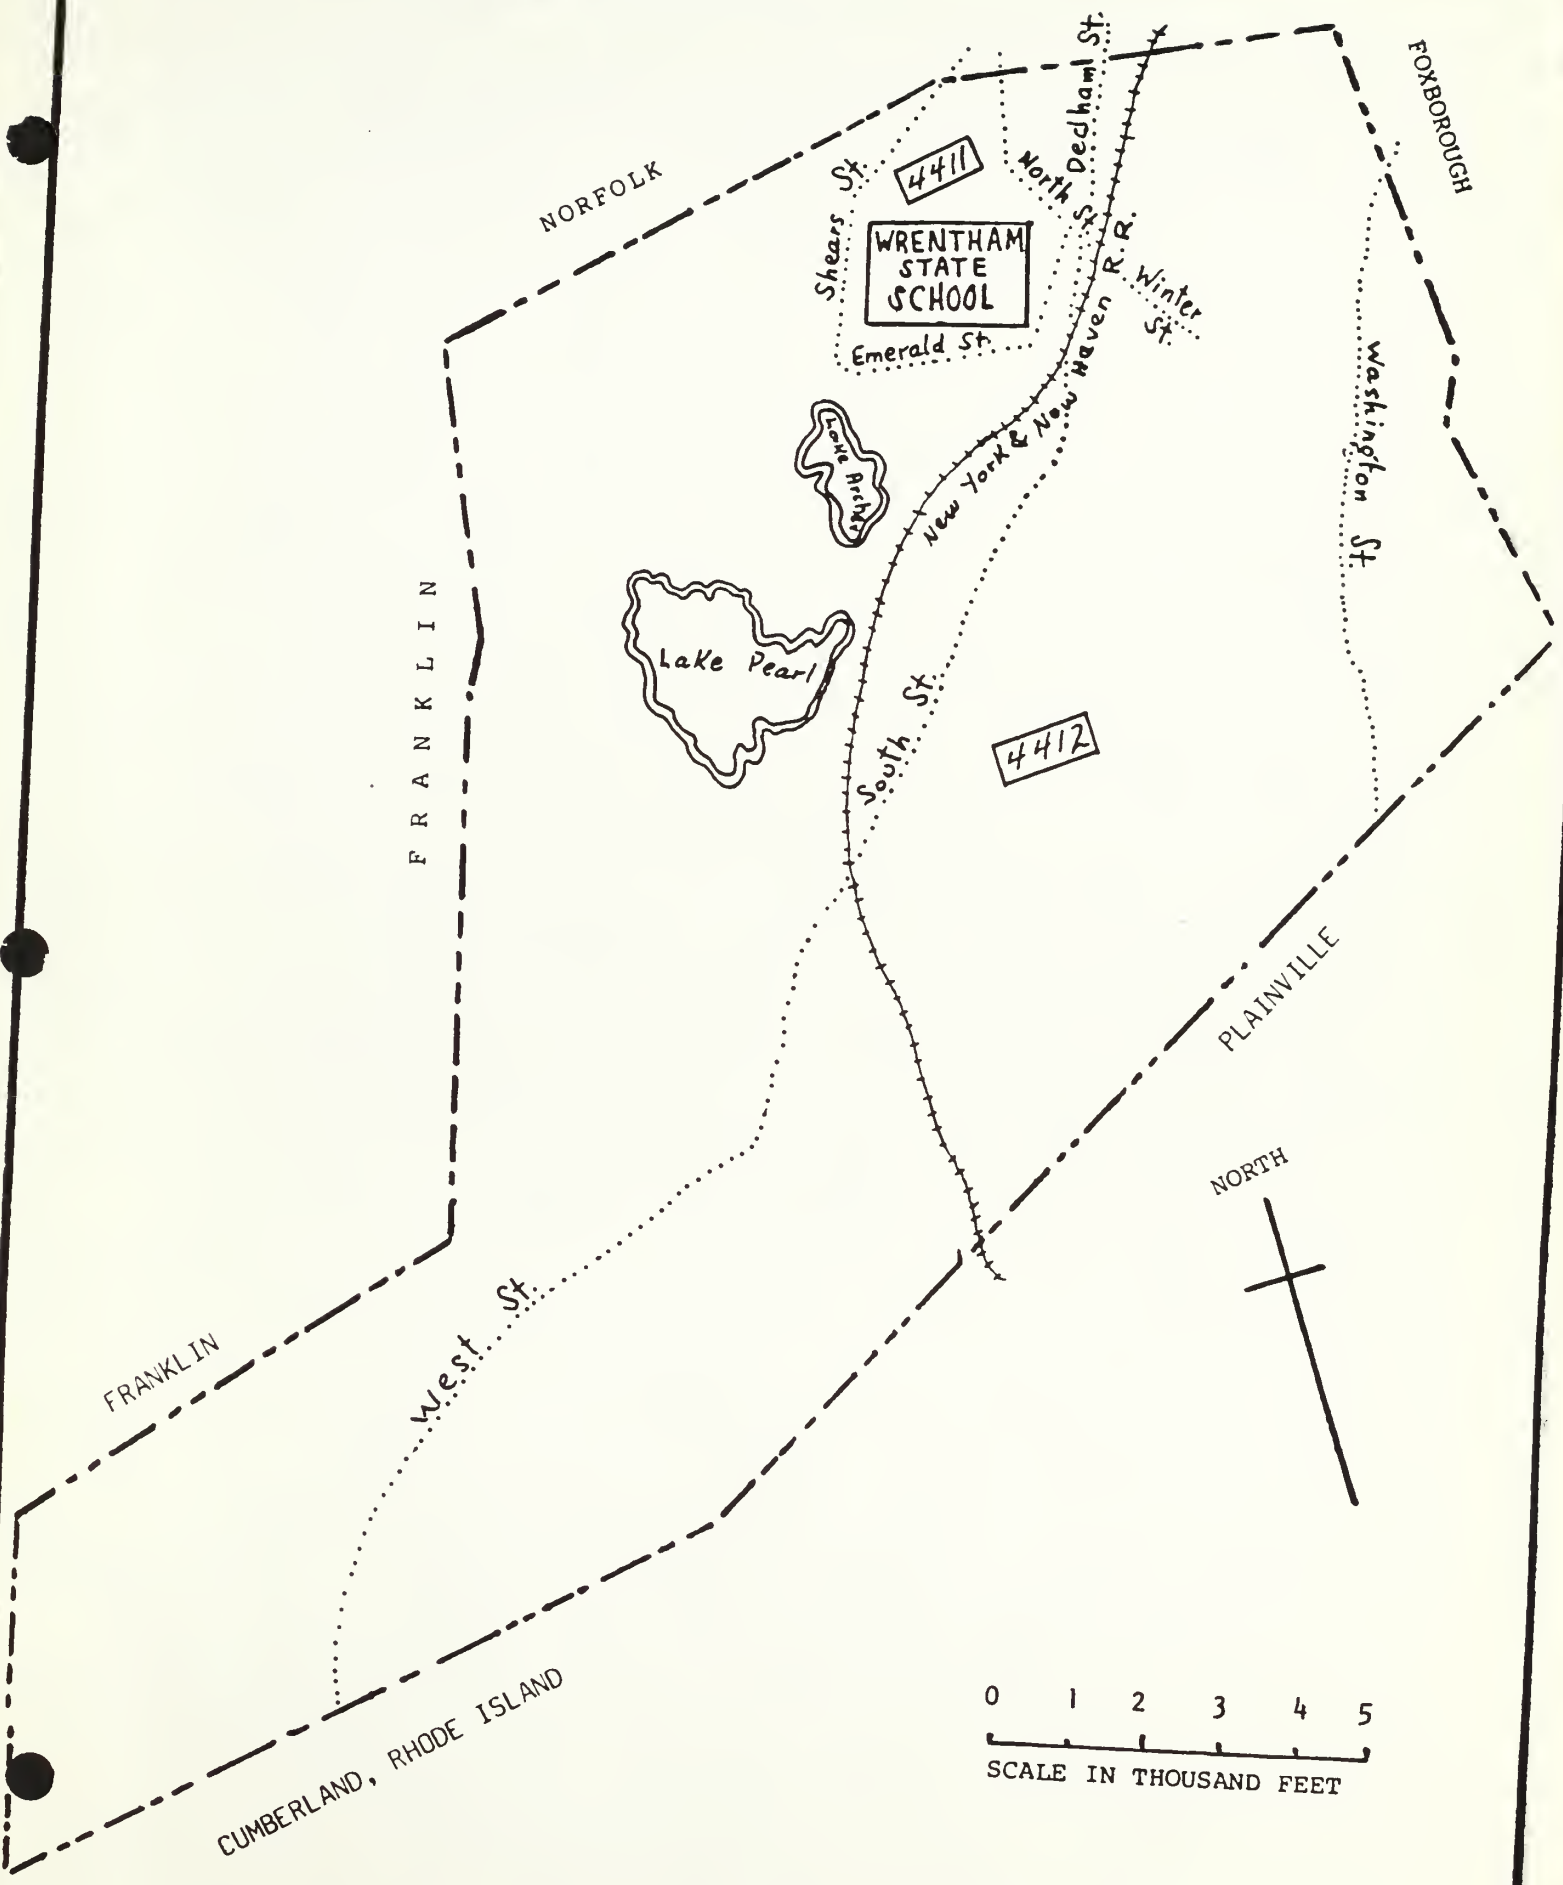 FOXBOROUGH
Dedham St.
NORFOLK
4411
North St.
Shears St.
WRENTHAM
STATE
SCHOOL
Winter
St.
Emerald St.
New York & New Haven R.R.
Washington St.
Lake Archer
FRANKLIN
Lake Pearl
South St.
4412
PLAINVILLE
NORTH
West St.
FRANKLIN
CUMBERLAND, RHODE ISLAND
0 1 2 3 4 5
SCALE IN THOUSAND FEET